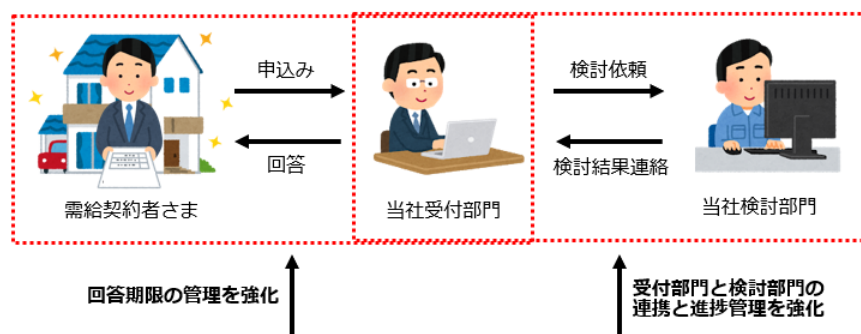 申込み
検討依頼
回答
検討結果連絡
需給契約者さま
当社受付部門
当社検討部門
回答期限の管理を強化
受付部門と検討部門の
連携と進捗管理を強化